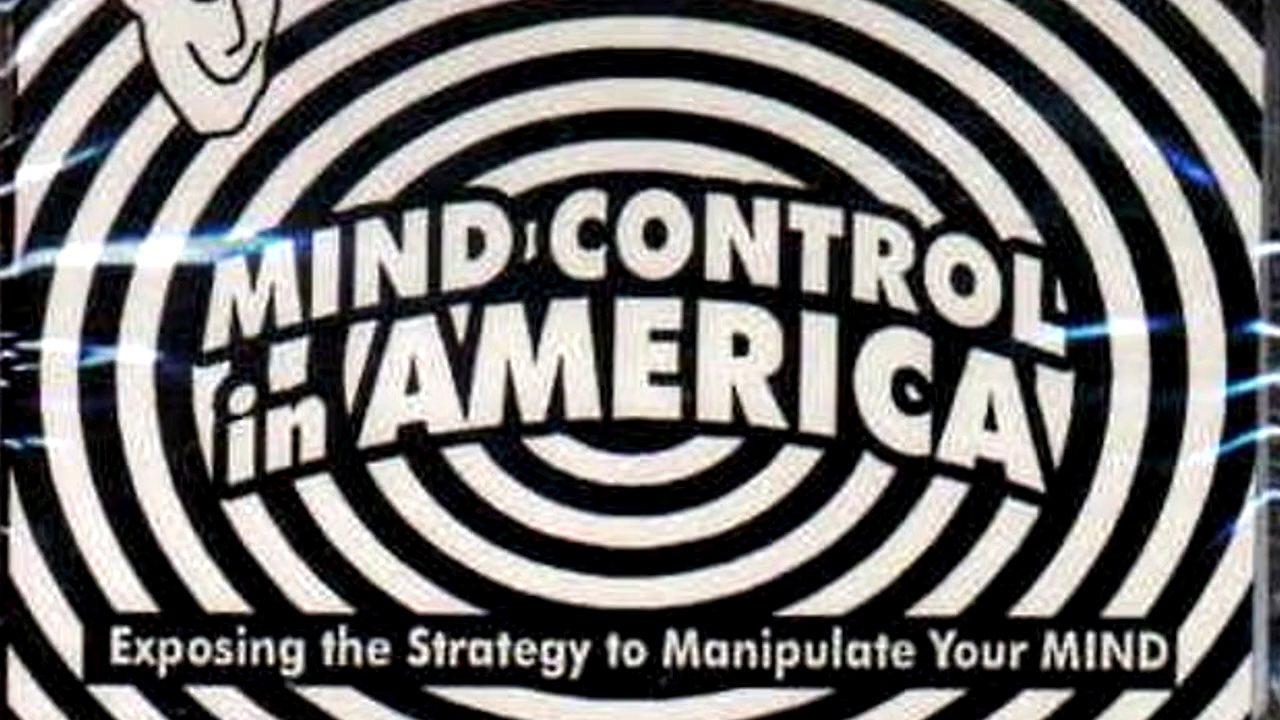 MIND CONTROL
in AMERICA
Exposing the Strategy to Manipulate Your MIND